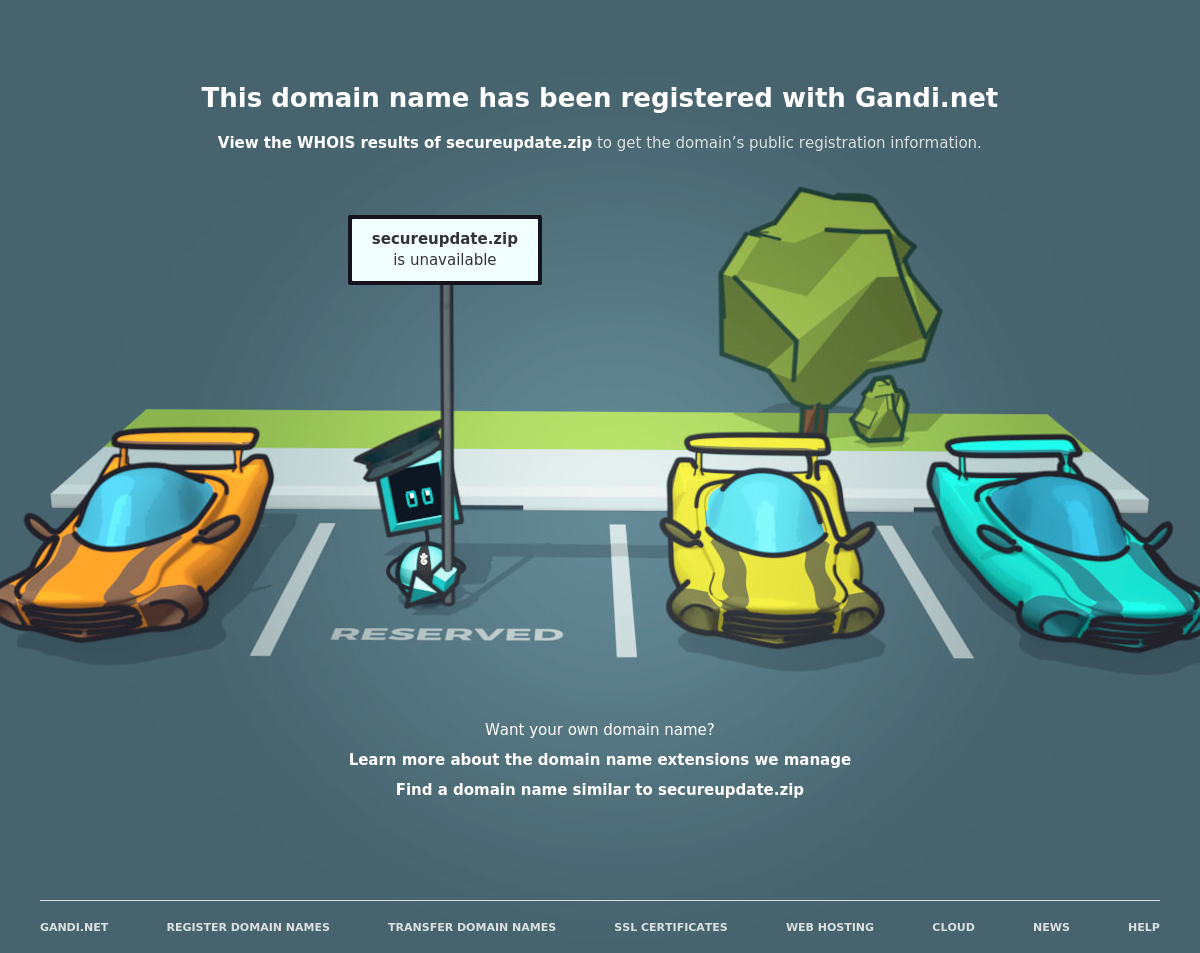 This domain name has been registered with Gandi.net
View the WHOIS results of secureupdate.zip to get the domain’s public registration information.
secureupdate.zip
is unavailable
RESERVED
Want your own domain name?
Learn more about the domain name extensions we manage
Find a domain name similar to secureupdate.zip
GANDI.NET REGISTER DOMAIN NAMES TRANSFER DOMAIN NAMES SSL CERTIFICATES WEB HOSTING CLOUD NEWS HELP